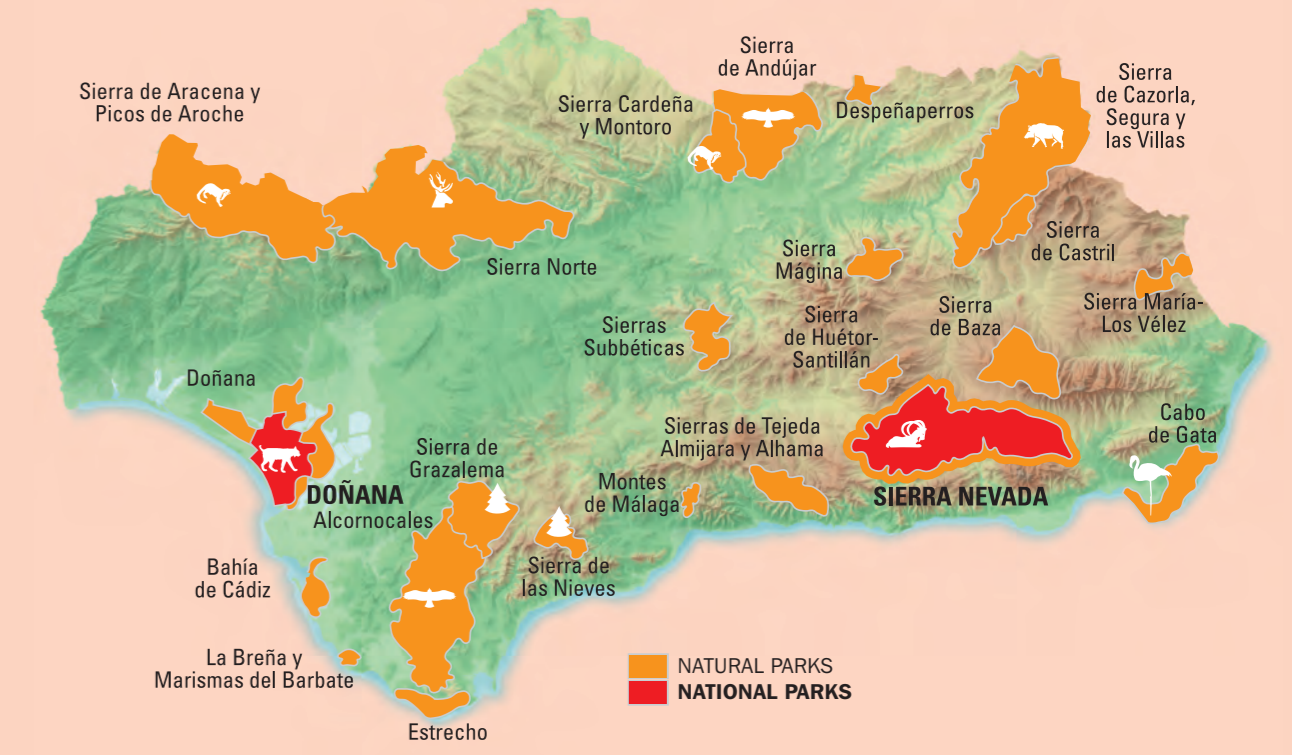 Sierra
de Andújar
Sierra de Aracena y
Picos de Aroche
Sierra Cardeña
y Montoro
Despeñaperros
Sierra
de Cazorla,
Segura y
las Villas
Sierra Norte
Sierra
Mágina
Sierra
de Castril
Sierras
Subbéticas
Sierra
de Huétor-
Santillán
Sierra
de Baza
Sierra María-
Los Vélez
Doñana
Sierra de
Grazalema
Sierras de Tejeda
Almijara y Alhama
Cabo
de Gata
DOÑANA
Alcornocales
Montes
de Málaga
SIERRA NEVADA
Bahía
de Cádiz
Sierra de
las Nieves
La Breña y
Marismas del Barbate
Estrecho
NATURAL PARKS
NATIONAL PARKS